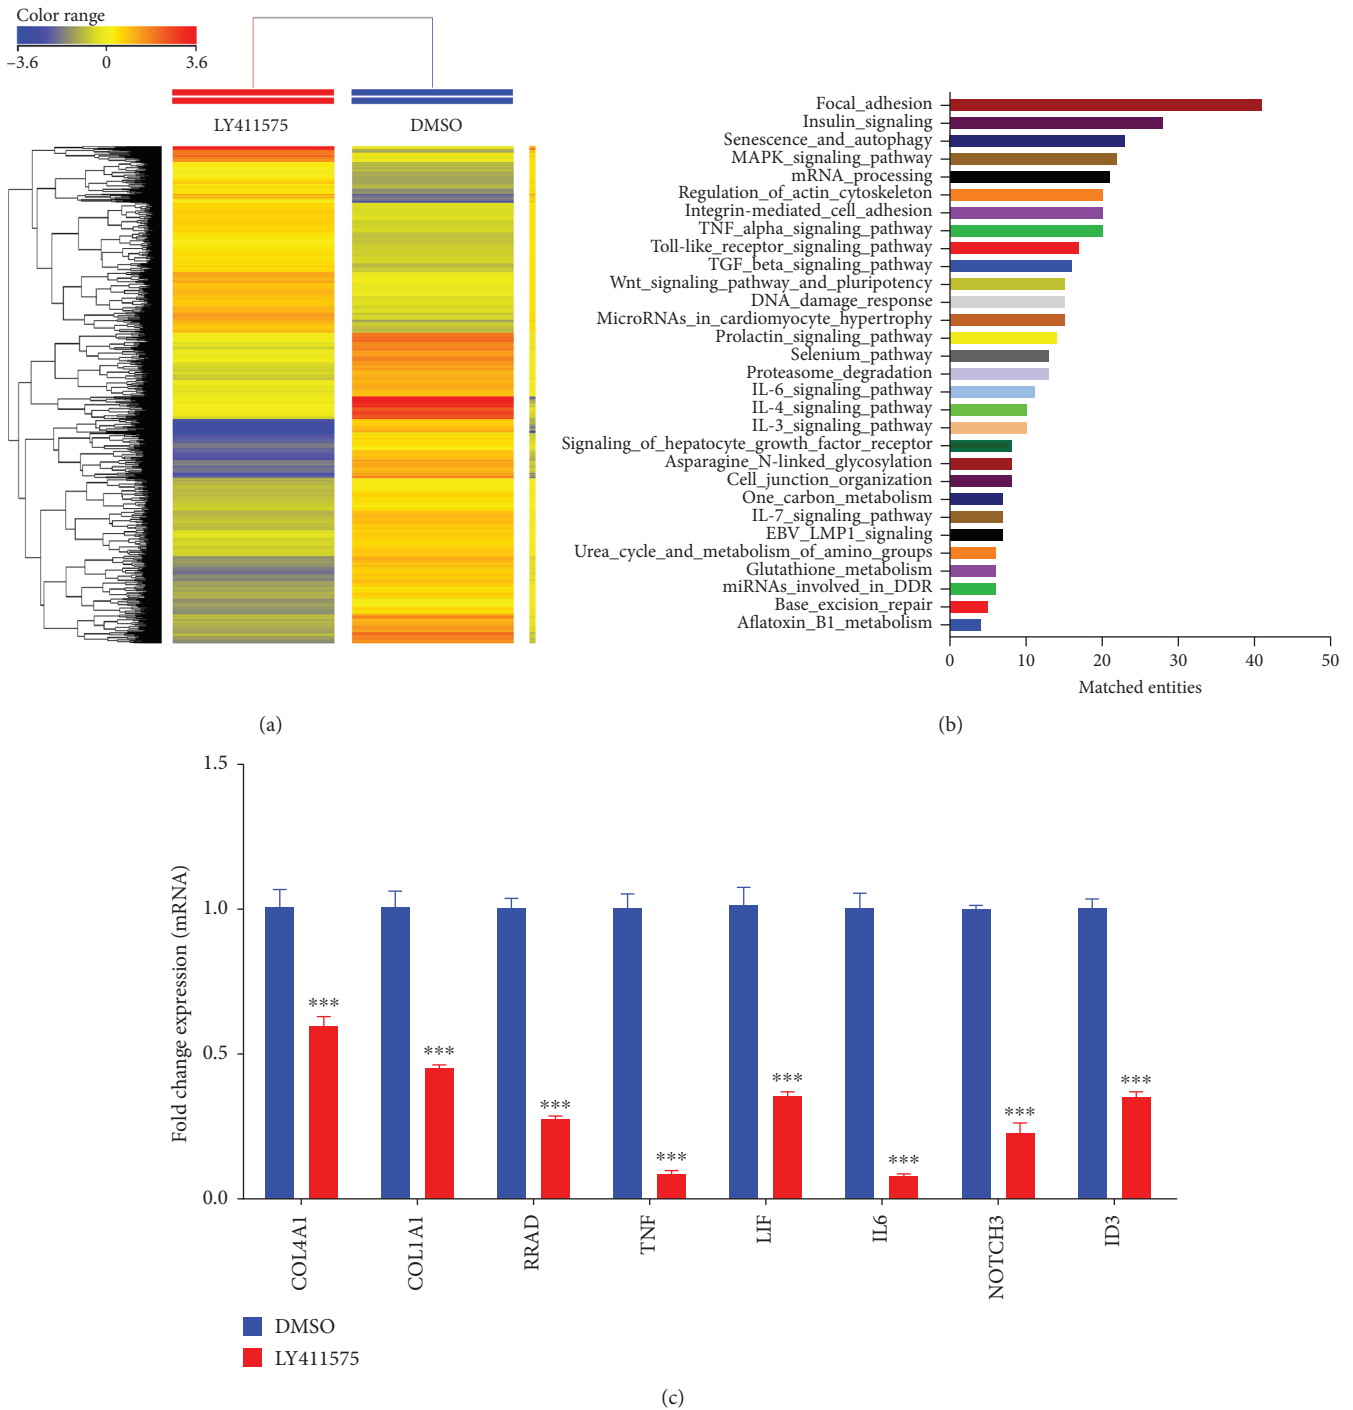 Color range
−3.6 0 3.6
LY411575 DMSO
(a)
Focal_adhesion
Insulin_signaling
Senescence_and_autophagy
MAPK_signaling_pathway
mRNA_processing
Regulation_of_actin_cytoskeleton
Integrin-mediated_cell_adhesion
TNF_alpha_signaling_pathway
Toll-like_receptor_signaling_pathway
TGF_beta_signaling_pathway
Wnt_signaling_pathway_and_pluripotency
DNA_damage_response
MicroRNAs_in_cardiomyocyte_hypertrophy
Prolactin_signaling_pathway
Selenium_pathway
Proteasome_degradation
IL-6_signaling_pathway
IL-4_signaling_pathway
IL-3_signaling_pathway
Signaling_of_hepatocyte_growth_factor_receptor
Asparagine_N-linked_glycosylation
Cell_junction_organization
One_carbon_metabolism
IL-7_signaling_pathway
EBV_LMP1_signaling
Urea_cycle_and_metabolism_of_amino_groups
Glutathione_metabolism
miRNAs_involved_in_DDR
Base_excision_repair
Aflatoxin_B1_metabolism
0 10 20 30 40 50
Matched entities
(b)
Fold change expression (mRNA)
1.5
1.0
0.5
0.0
***
***
***
***
***
***
***
***
COL4A1
COL1A1
RRAD
TNF
LIF
IL6
NOTCH3
ID3
DMSO
LY411575
(c)